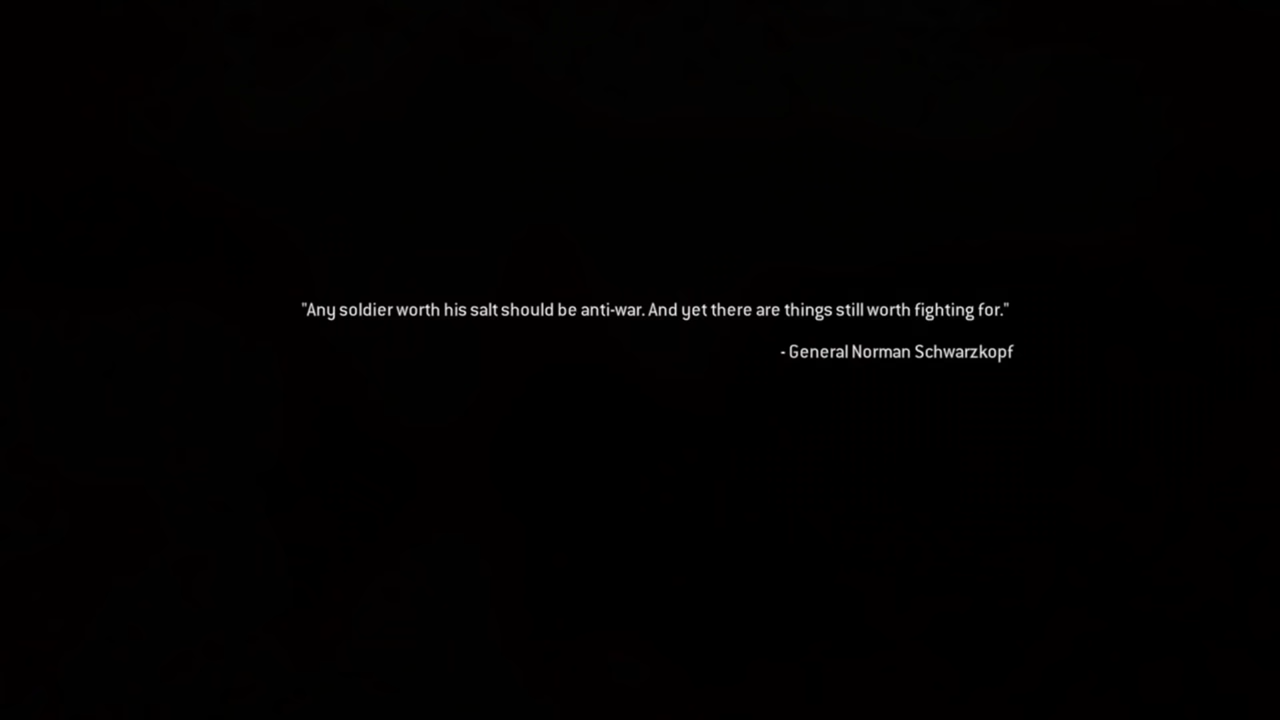 "Any soldier worth his salt should be anti-war. And yet there are things still worth fighting for."
- General Norman Schwarzkopf